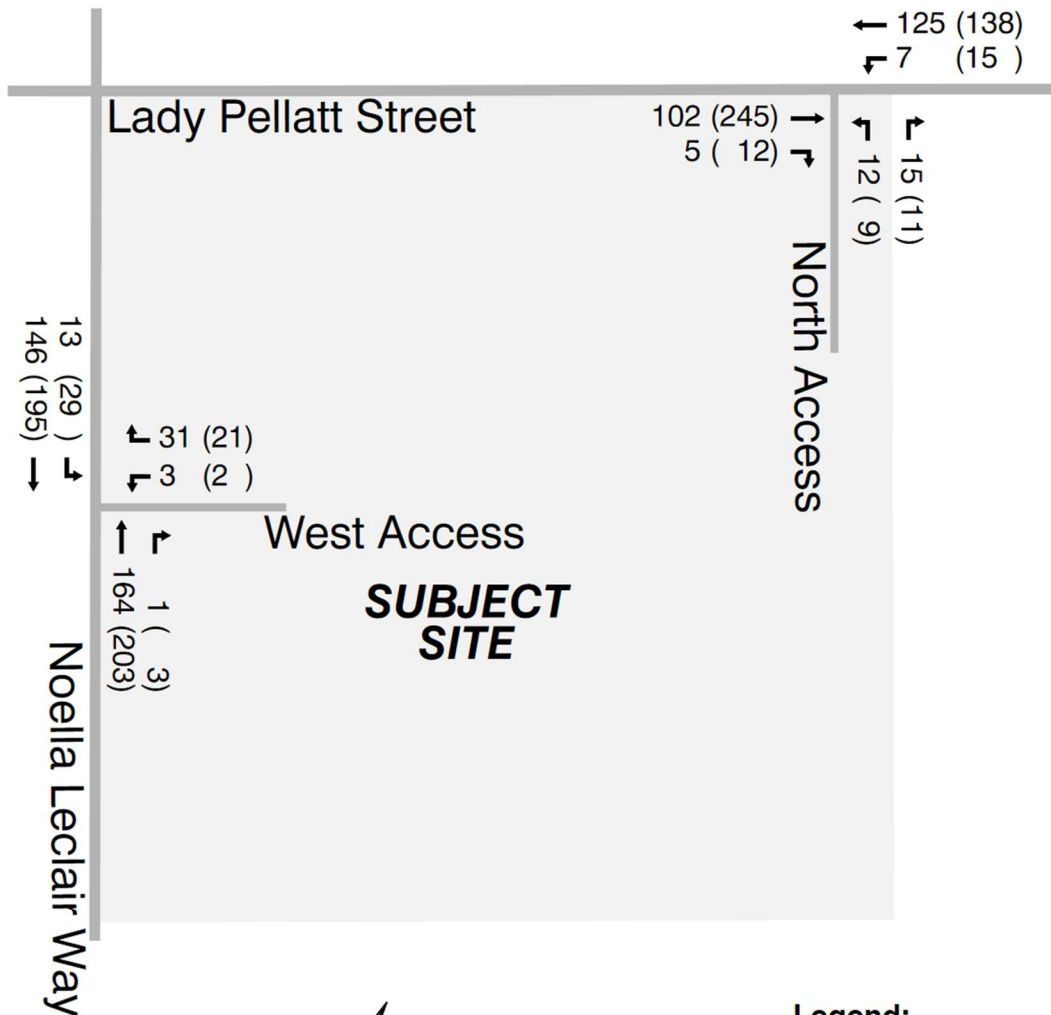 125 (138)
7 (15 )
Lady Pellatt Street
102 (245)
5 ( 12)
12 ( 9)
15 (11)
North Access
13 (29 )
146 (195)
31 (21)
3 (2 )
West Access
164 (203)
1 ( 3)
SUBJECT
SITE
Noella Leclair Way
Legend: